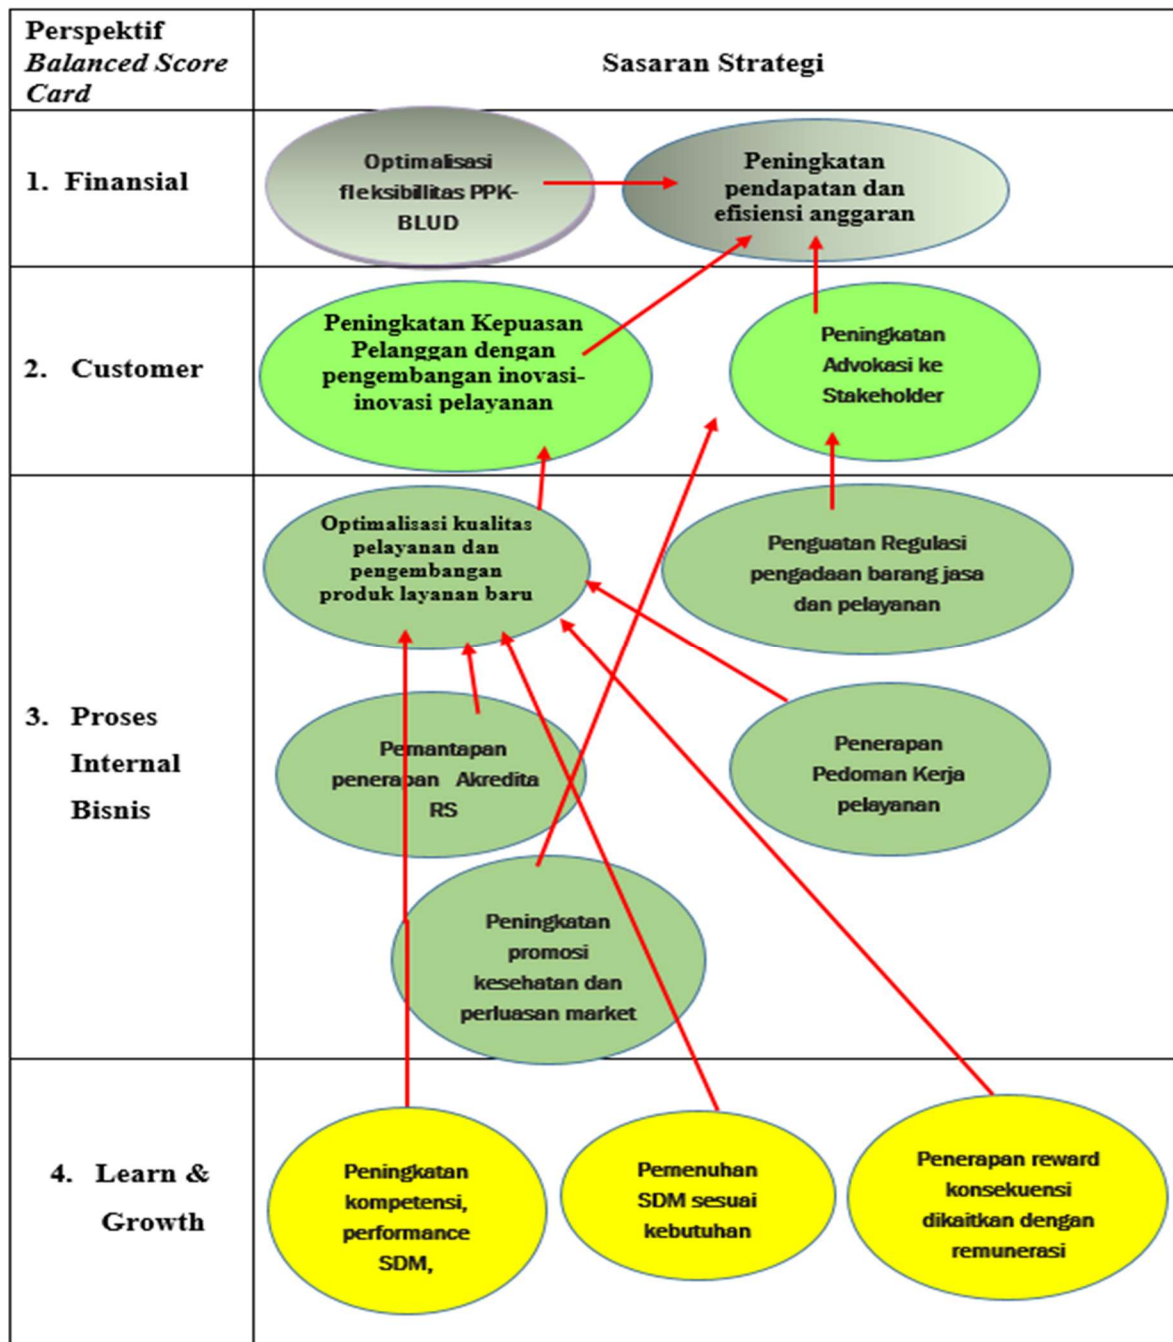 Perspektif
Balanced Score
Card
Sasaran Strategi
1. Finansial
Optimalisasi
fleksibillitas PPK-
BLUD
Peningkatan
pendapatan dan
efisiensi anggaran
2. Customer
Peningkatan Kepuasan
Pelanggan dengan
pengembangan inovasi-
inovasi pelayanan
Peningkatan
Advokasi ke
Stakeholder
3. Proses
Internal
Bisnis
Optimalisasi kualitas
pelayanan dan
pengembangan
produk layanan baru
Penguatan Regulasi
pengadaan barang jasa
dan pelayanan
Pemantapan
penerapan Akredita
RS
Penerapan
Pedoman Kerja
pelayanan
Peningkatan
promosi
kesehatan dan
perluasan market
4. Learn &
Growth
Peningkatan
kompetensi,
performance
SDM,
Pemenuhan
SDM sesuai
kebutuhan
Penerapan reward
konsekuensi
dikaitkan dengan
remunerasi